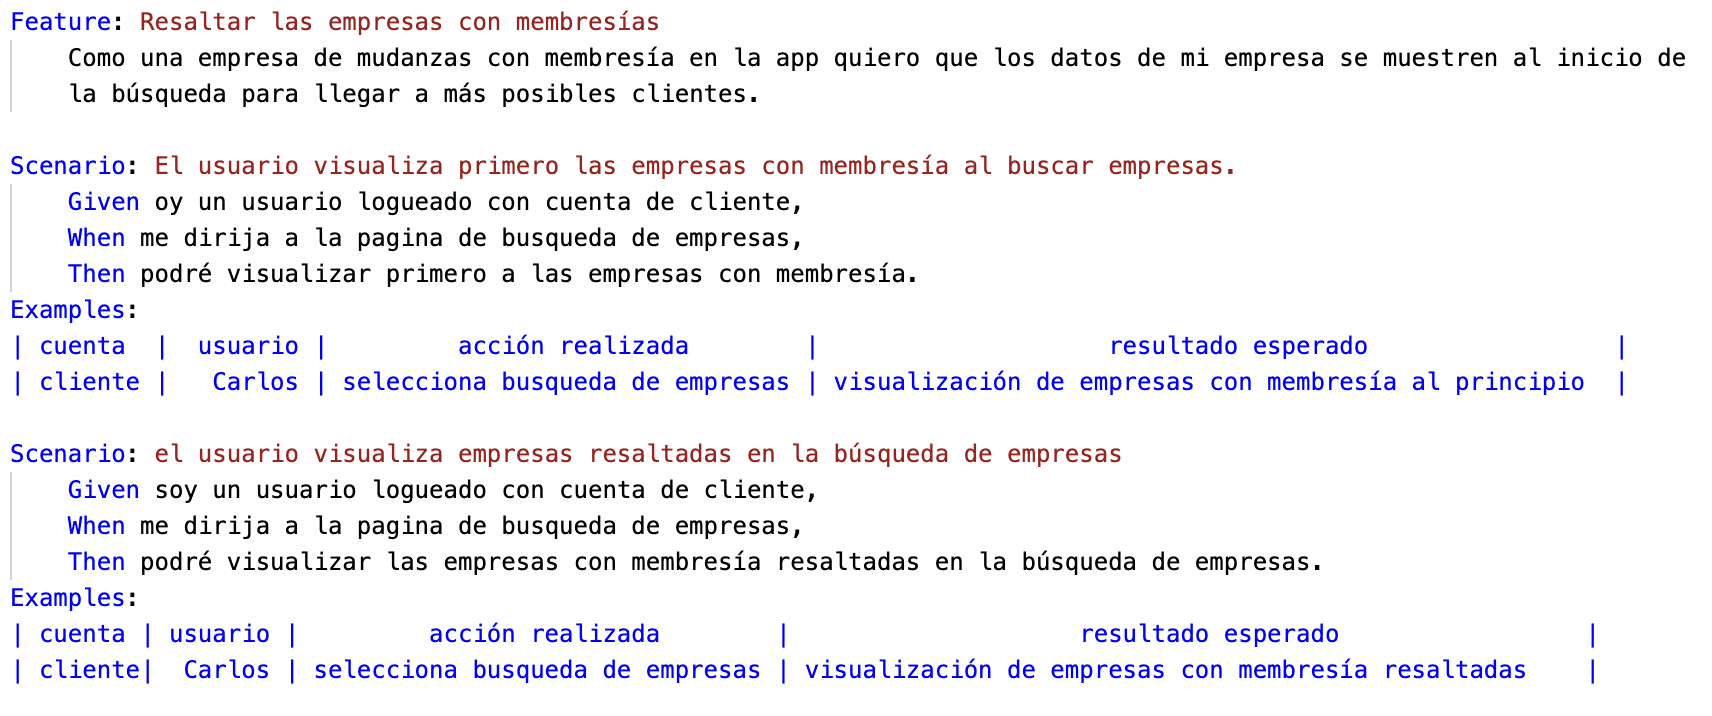 Feature: Resaltar las empresas con membresías
Como una empresa de mudanzas con membresía en la app quiero que los datos de mi empresa se muestren al inicio de
la búsqueda para llegar a más posibles clientes.
Scenario: El usuario visualiza primero las empresas con membresía al buscar empresas.
Given oy un usuario logueado con cuenta de cliente,
When me dirija a la pagina de busqueda de empresas,
Then podré visualizar primero a las empresas con membresía.
Examples:
| cuenta | usuario | acción realizada | resultado esperado |
| cliente | Carlos | selecciona busqueda de empresas | visualización de empresas con membresía al principio |
Scenario: el usuario visualiza empresas resaltadas en la búsqueda de empresas
Given soy un usuario logueado con cuenta de cliente,
When me dirija a la pagina de busqueda de empresas,
Then podré visualizar las empresas con membresía resaltadas en la búsqueda de empresas.
Examples:
| cuenta | usuario | acción realizada | resultado esperado |
| cliente| Carlos | selecciona busqueda de empresas | visualización de empresas con membresía resaltadas |